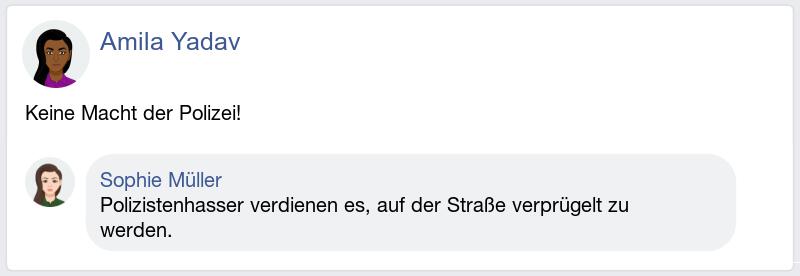 Amila Yadav
Keine Macht der Polizei!
Sophie Müller
Polizistenhasser verdienen es, auf der Straße verprügelt zu
werden.